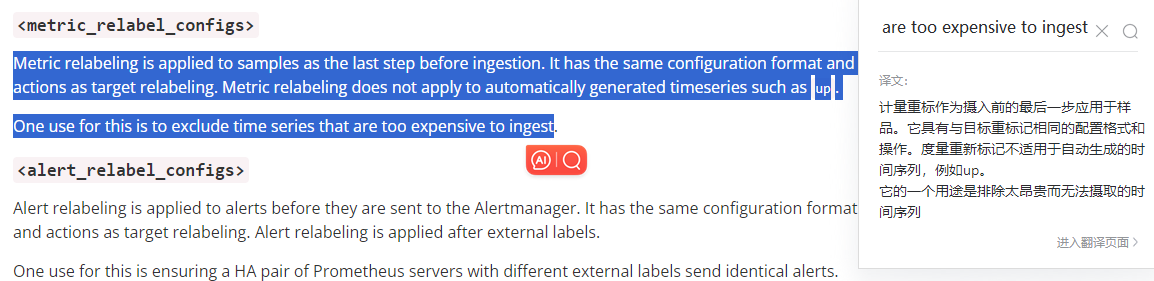 <metric_relabel_configs>
Metric relabeling is applied to samples as the last step before ingestion. It has the same configuration format and
actions as target relabeling. Metric relabeling does not apply to automatically generated timeseries such as up.
One use for this is to exclude time series that are too expensive to ingest.
AI
<alert_relabel_configs>
Alert relabeling is applied to alerts before they are sent to the Alertmanager. It has the same configuration format
and actions as target relabeling. Alert relabeling is applied after external labels.
One use for this is ensuring a HA pair of Prometheus servers with different external labels send identical alerts.
are too expensive to ingest
译文:
计量重标作为摄入前的最后一步应用于样
品。它具有与目标重标记相同的配置格式和
操作。度量重新标记不适用于自动生成的时
间序列，例如up。
它的一个用途是排除太昂贵而无法摄取的时
间序列
进入翻译页面 >